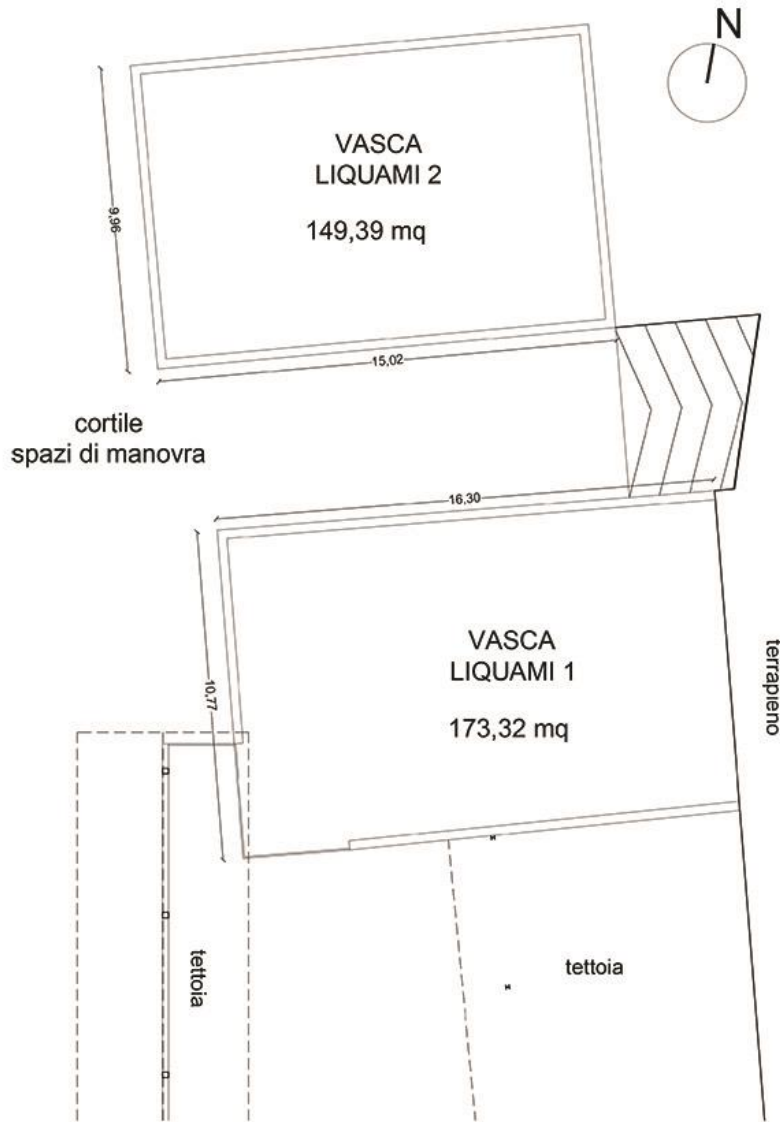 N
VASCA
LIQUAMI 2
149,39 mq
9,96
15,02
cortile
spazi di manovra
16,30
10,77
VASCA
LIQUAMI 1
173,32 mq
terrapieno
tettoia
tettoia